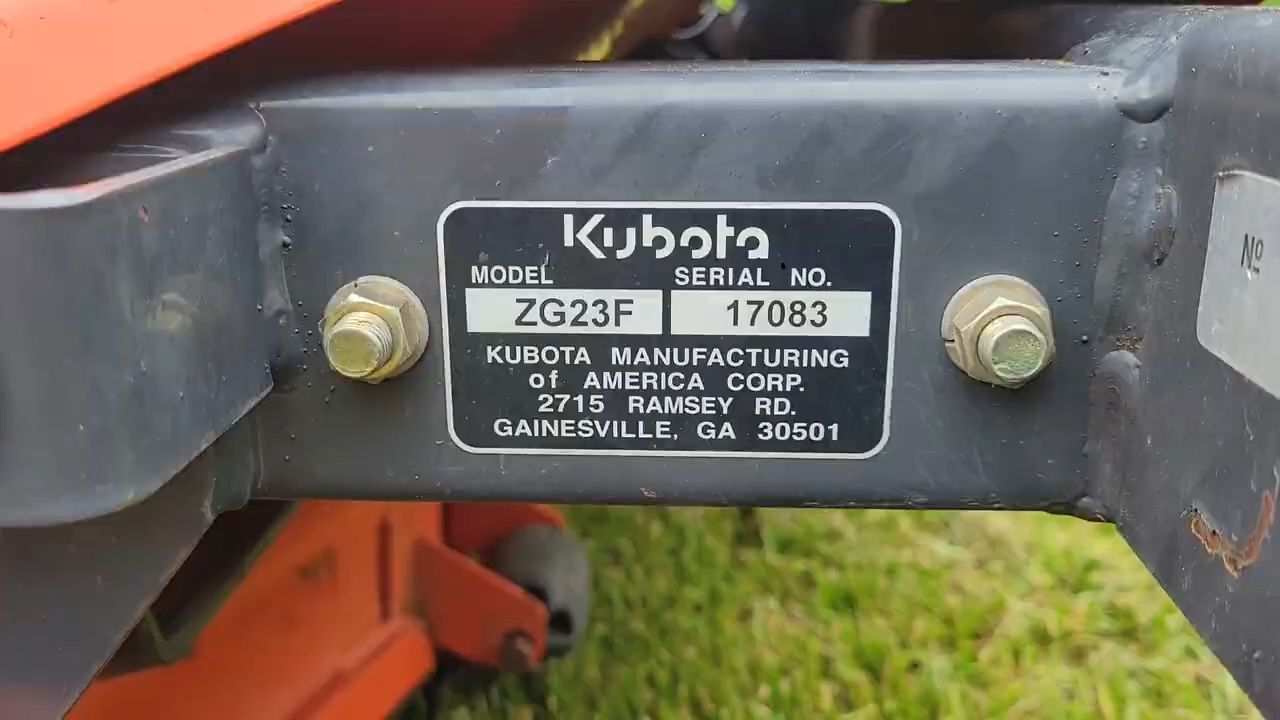 Kubota
MODEL SERIAL NO.
ZG23F 17083
KUBOTA MANUFACTURING
of AMERICA CORP.
2715 RAMSEY RD.
GAINESVILLE, GA 30501
Nº